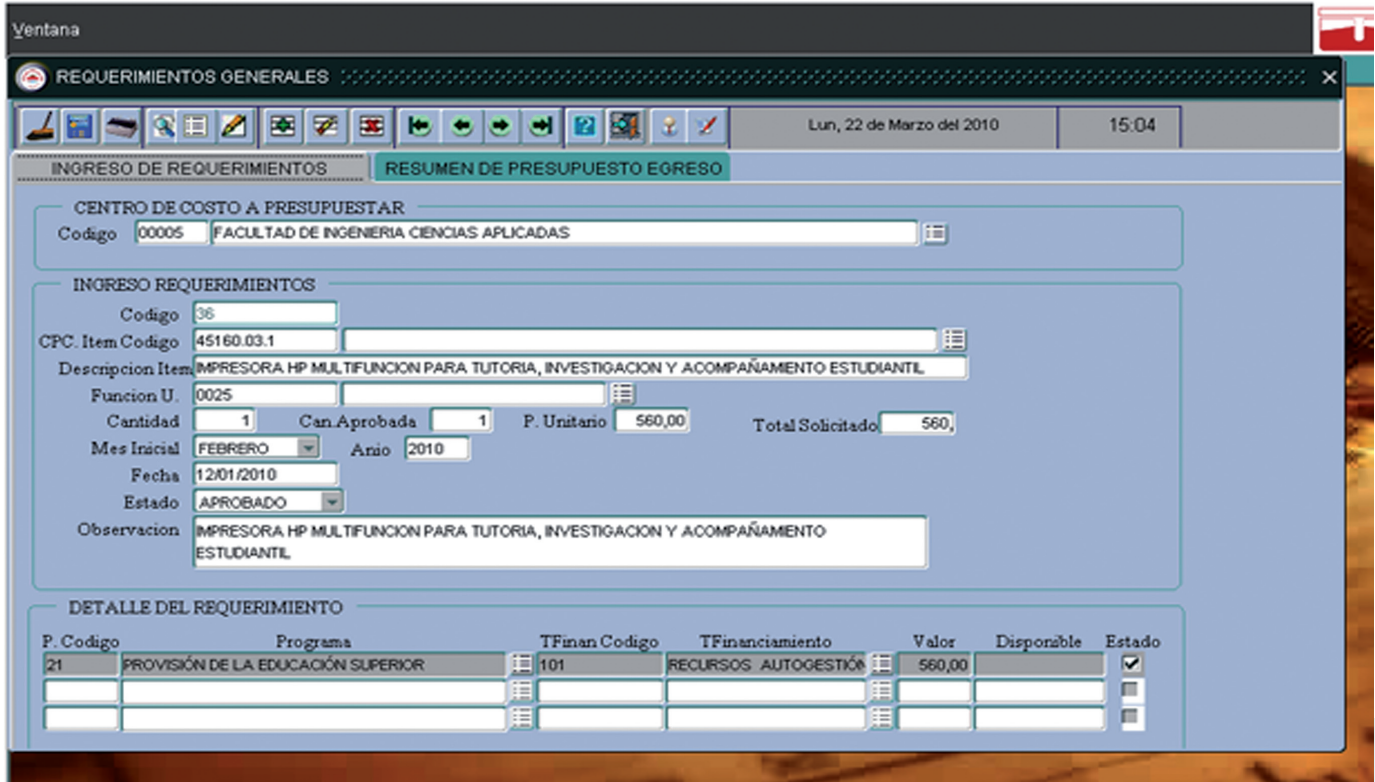 Ventana
REQUERIMIENTOS GENERALES
Lun, 22 de Marzo del 2010 15:04
INGRESO DE REQUERIMIENTOS RESUMEN DE PRESUPUESTO EGRESO
CENTRO DE COSTO A PRESUPUESTAR
Codigo 00005 FACULTAD DE INGENIERIA CIENCIAS APLICADAS
INGRESO REQUERIMIENTOS
Codigo 36
CPC. Item Codigo 45160.03.1
Descripcion Item IMPRESORA HP MULTIFUNCION PARA TUTORIA, INVESTIGACION Y ACOMPAÑAMIENTO ESTUDIANTIL
Funcion U. 0025
Cantidad 1 Can.Aprobada 1 P. Unitario 560,00 Total Solicitado 560,
Mes Inicial FEBRERO Anio 2010
Fecha 12/01/2010
Estado APROBADO
Observacion IMPRESORA HP MULTIFUNCION PARA TUTORIA, INVESTIGACION Y ACOMPAÑAMIENTO
ESTUDIANTIL
DETALLE DEL REQUERIMIENTO
P. Codigo Programa TFinan Codigo TFinanciamiento Valor Disponible Estado
21 PROVISIÓN DE LA EDUCACIÓN SUPERIOR 101 RECURSOS AUTOGESTIÓN 560,00